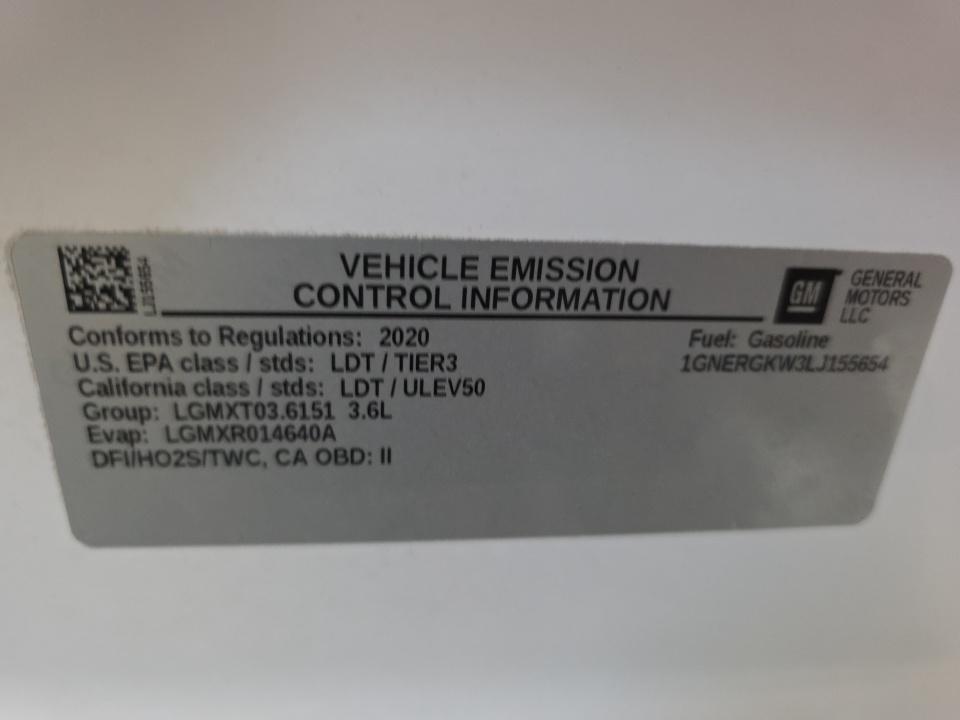 VEHICLE EMISSION
CONTROL INFORMATION
GM
GENERAL
MOTORS
LLC
LJ155654
Conforms to Regulations: 2020
Fuel: Gasoline
U.S. EPA class / stds: LDT / TIER3
1GNERGKW3LJ155654
California class / stds: LDT / ULEV50
Group: LGMXT03.6151 3.6L
Evap: LGMXR014640A
DFI/HO2S/TWC, CA OBD: II